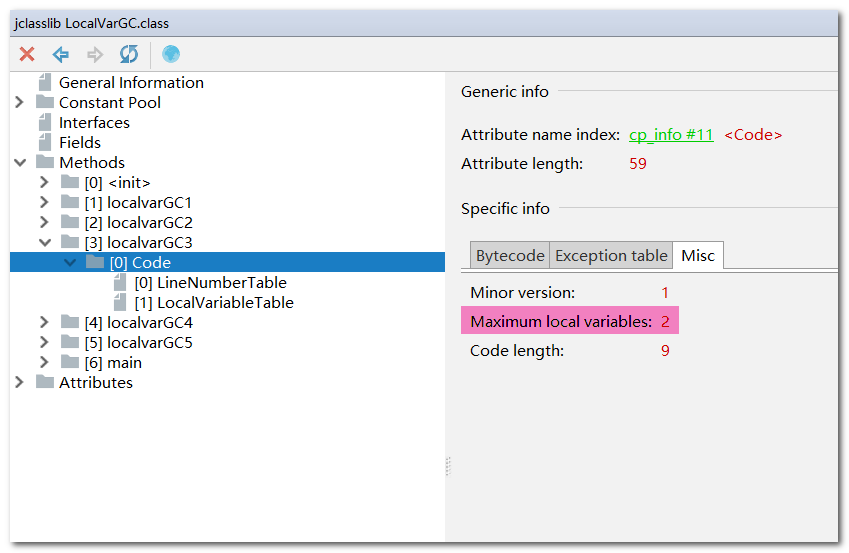 jclasslib LocalVarGC.class
General Information
Constant Pool
Interfaces
Fields
Methods
[0] <init>
[1] localvarGC1
[2] localvarGC2
[3] localvarGC3
[0] Code
[0] LineNumberTable
[1] LocalVariableTable
[4] localvarGC4
[5] localvarGC5
[6] main
Attributes
Generic info
Attribute name index: cp_info #11 <Code>
Attribute length: 59
Specific info
Bytecode Exception table Misc
Minor version: 1
Maximum local variables: 2
Code length: 9